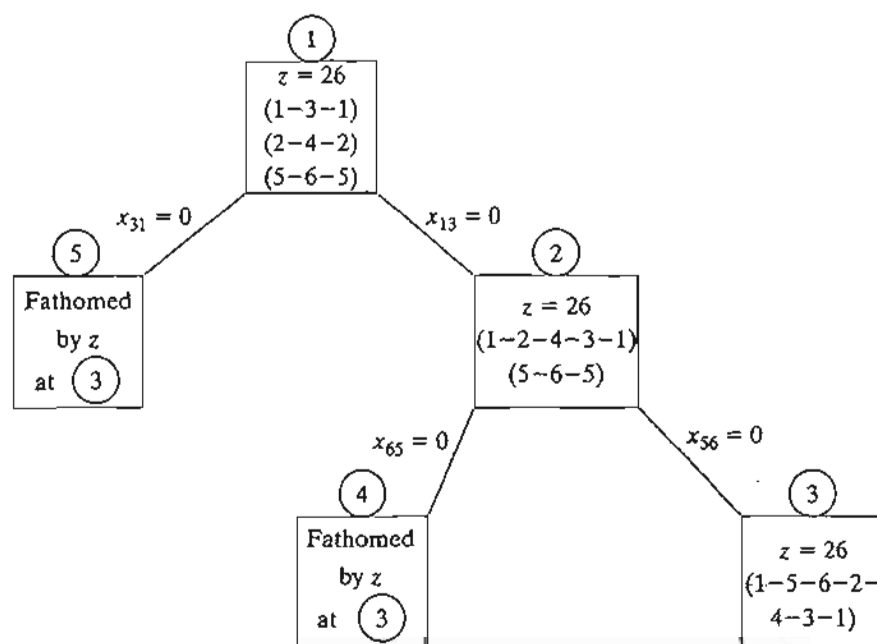 1
z = 26
(1-3-1)
(2-4-2)
(5-6-5)
x₃₁ = 0
x₁₃ = 0
5
Fathomed
by z
at 3
2
z = 26
(1-2-4-3-1)
(5-6-5)
x₆₅ = 0
x₅₆ = 0
4
Fathomed
by z
at 3
3
z = 26
(1-5-6-2-
4-3-1)